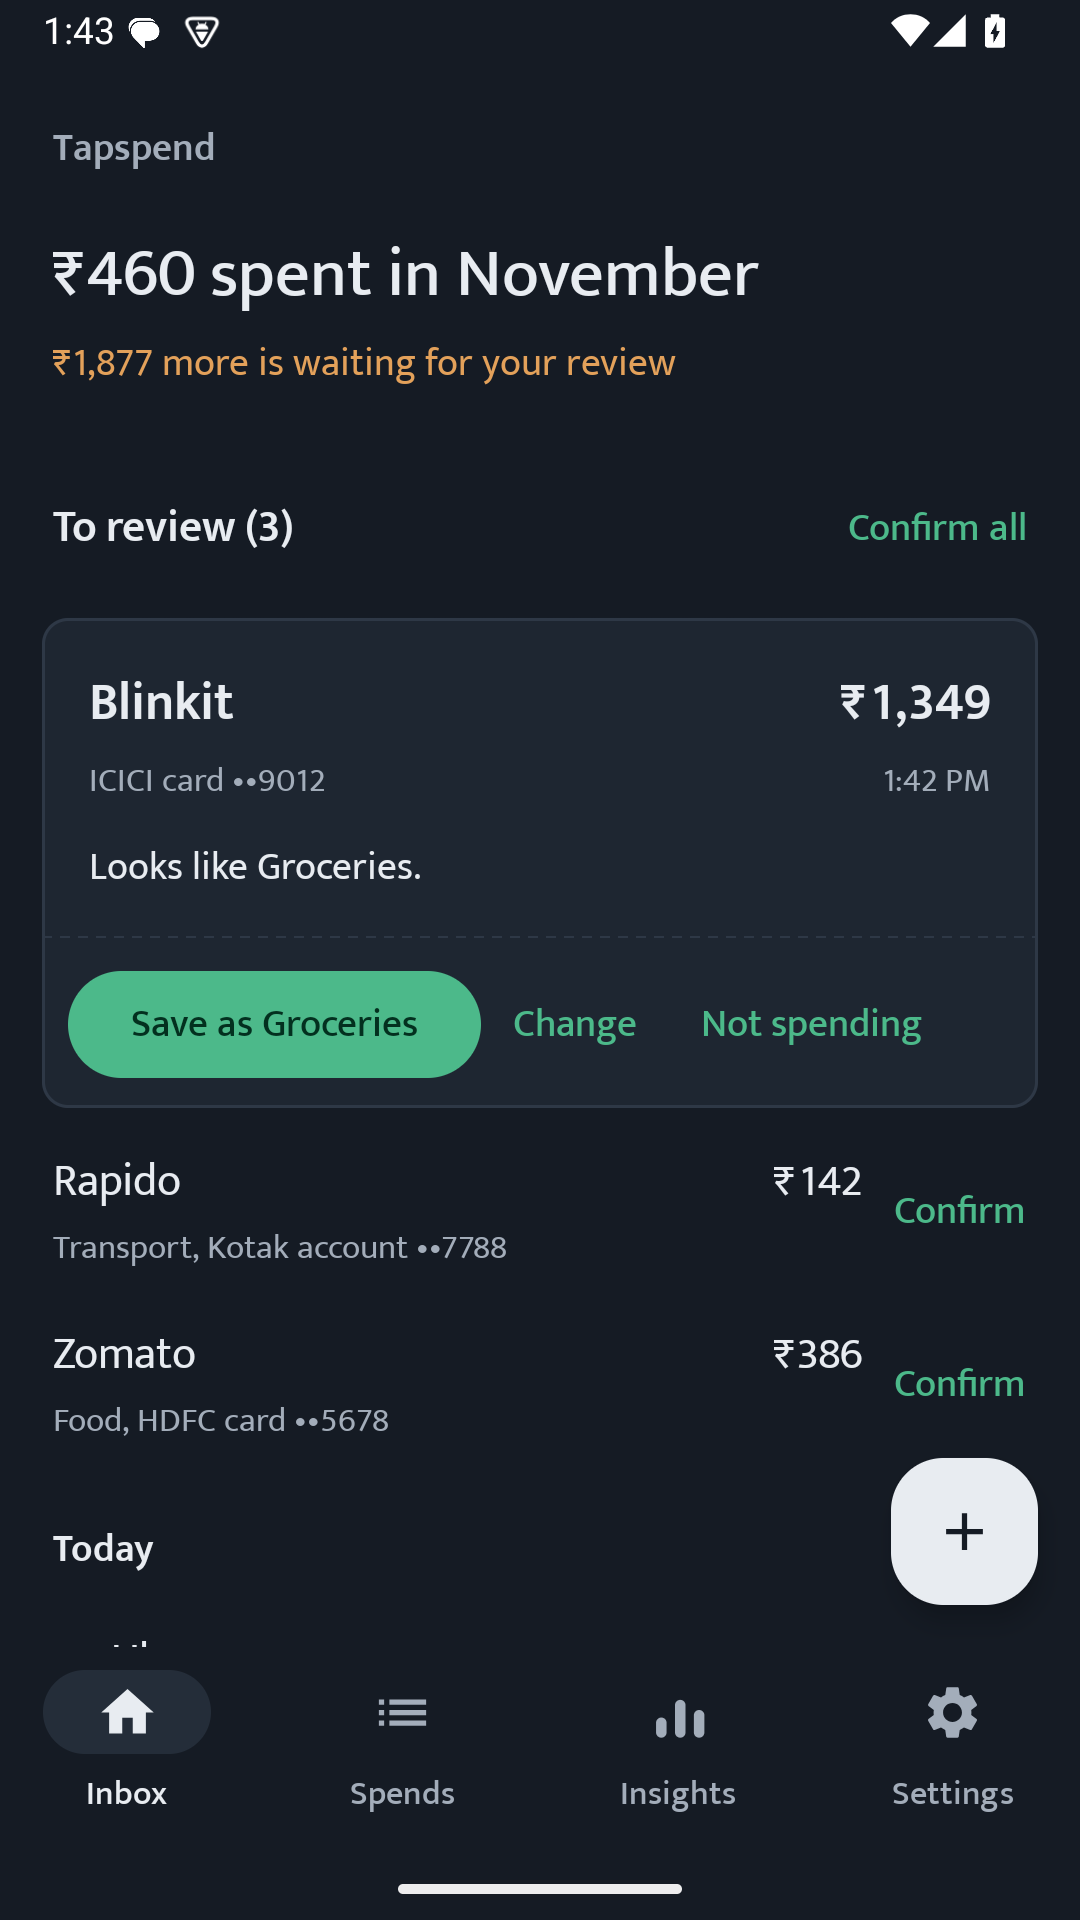 1:43
Tapspend
₹460 spent in November
₹1,877 more is waiting for your review
To review (3) Confirm all
Blinkit ₹1,349
ICICI card ••9012 1:42 PM
Looks like Groceries.
Save as Groceries Change Not spending
Rapido ₹142
Confirm
Transport, Kotak account ••7788
Zomato ₹386
Confirm
Food, HDFC card ••5678
Today
Inbox Spends Insights Settings